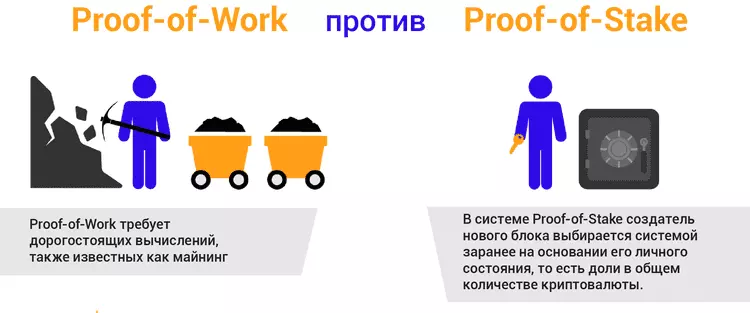 Proof-of-Work против Proof-of-Stake
Proof-of-Work требует
дорогостоящих вычислений,
также известных как майнинг
В системе Proof-of-Stake создатель
нового блока выбирается системой
заранее на основании его личного
состояния, то есть доли в общем
количестве криптовалюты.